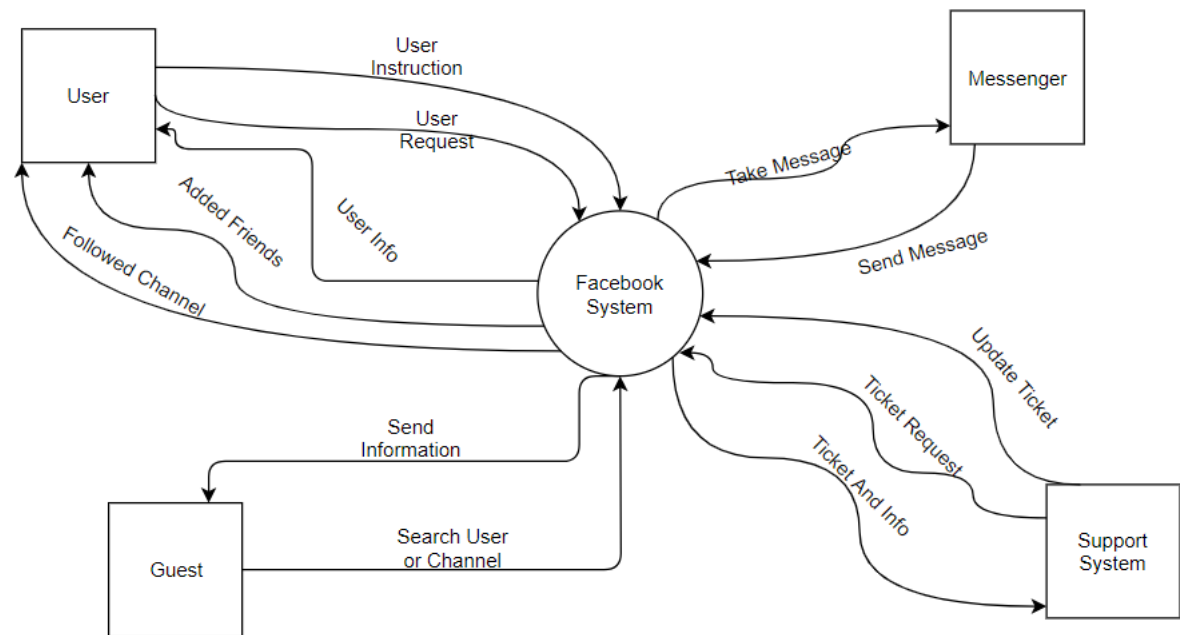 User
Instruction
User
Messenger
User
Request
Take Message
Added Friends
User Info
Followed Channel
Send Message
Facebook
System
Update Ticket
Ticket Request
Ticket And Info
Send
Information
Search User
or Channel
Guest
Support
System